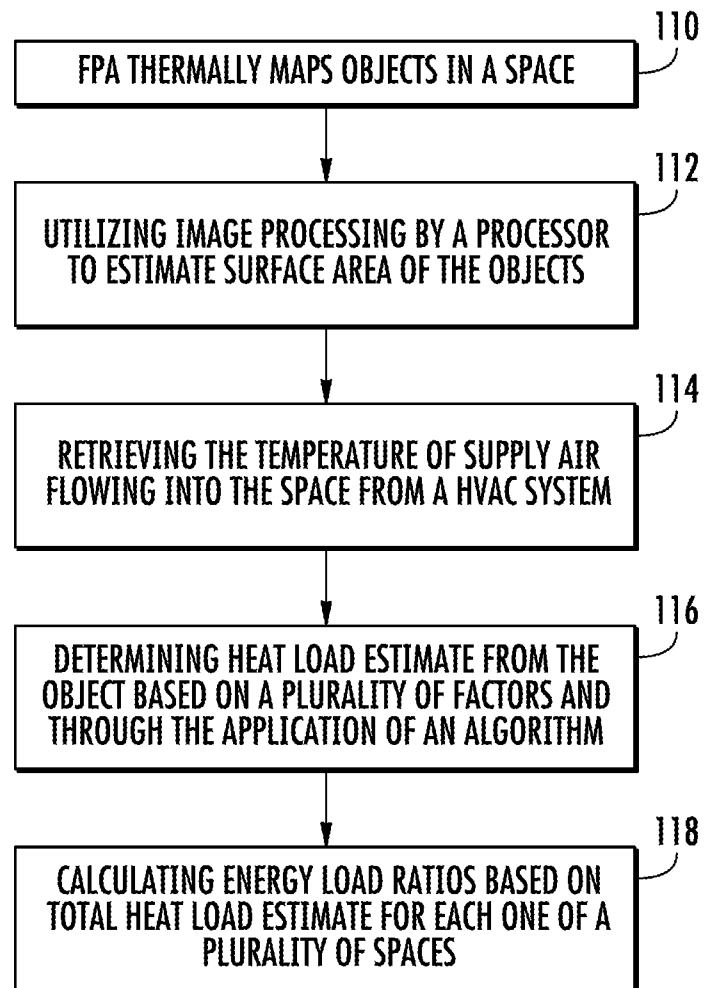 110
FPA THERMALLY MAPS OBJECTS IN A SPACE
112
UTILIZING IMAGE PROCESSING BY A PROCESSOR
TO ESTIMATE SURFACE AREA OF THE OBJECTS
114
RETRIEVING THE TEMPERATURE OF SUPPLY AIR
FLOWING INTO THE SPACE FROM A HVAC SYSTEM
116
DETERMINING HEAT LOAD ESTIMATE FROM THE
OBJECT BASED ON A PLURALITY OF FACTORS AND
THROUGH THE APPLICATION OF AN ALGORITHM
118
CALCULATING ENERGY LOAD RATIOS BASED ON
TOTAL HEAT LOAD ESTIMATE FOR EACH ONE OF A
PLURALITY OF SPACES